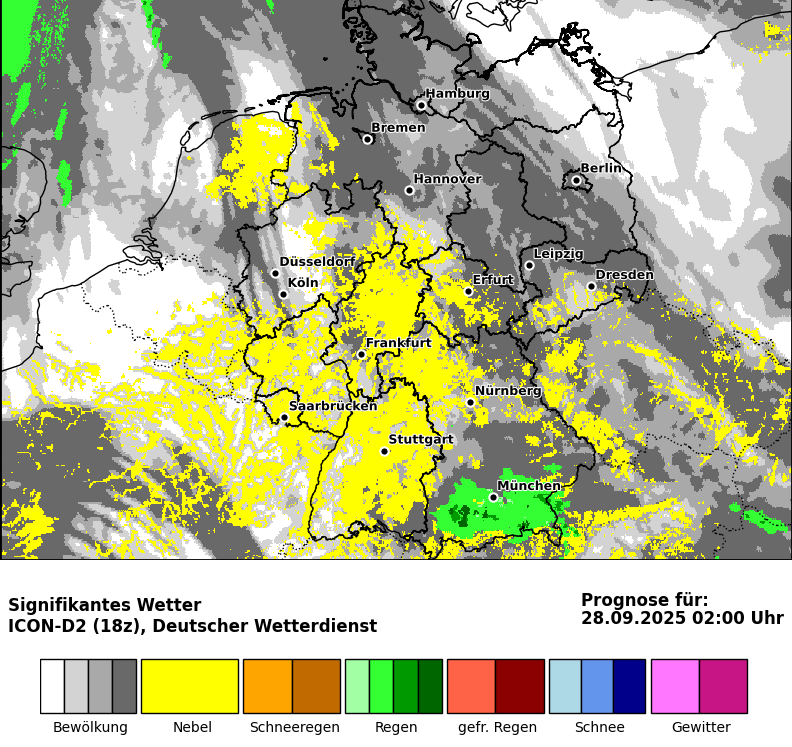 Hamburg
Bremen
Berlin
Hannover
Leipzig
Düsseldorf
Dresden
Köln
Erfurt
Frankfurt
Nürnberg
Saarbrücken
Stuttgart
München
Signifikantes Wetter
ICON-D2 (18z), Deutscher Wetterdienst
Prognose für:
28.09.2025 02:00 Uhr
Bewölkung Nebel Schneeregen Regen gefr. Regen Schnee Gewitter